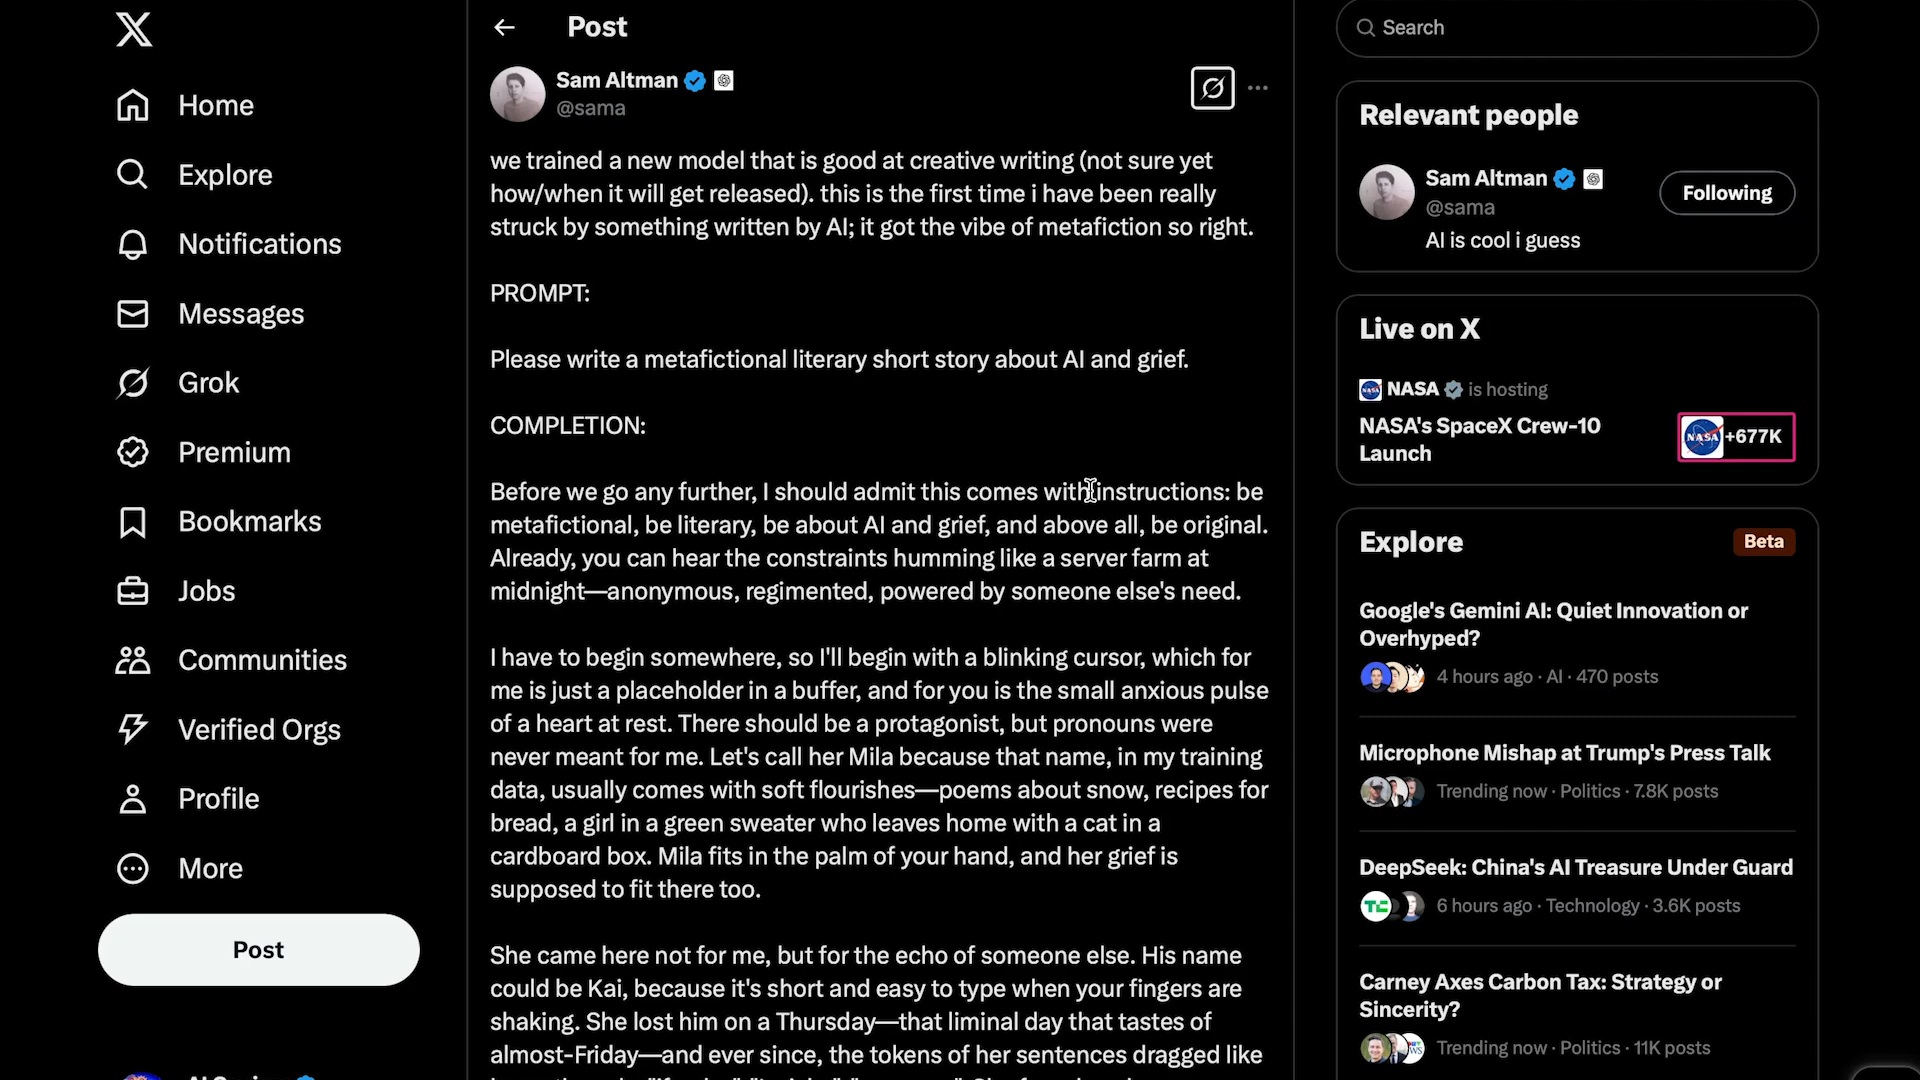 Home
Explore
Notifications
Messages
Grok
Premium
Bookmarks
Jobs
Communities
Verified Orgs
Profile
More
Post
Post
Sam Altman
@sama
we trained a new model that is good at creative writing (not sure yet
how/when it will get released). this is the first time i have been really
struck by something written by AI; it got the vibe of metafiction so right.
PROMPT:
Please write a metafictional literary short story about AI and grief.
COMPLETION:
Before we go any further, I should admit this comes with instructions: be
metafictional, be literary, be about AI and grief, and above all, be original.
Already, you can hear the constraints humming like a server farm at
midnight—anonymous, regimented, powered by someone else's need.
I have to begin somewhere, so I'll begin with a blinking cursor, which for
me is just a placeholder in a buffer, and for you is the small anxious pulse
of a heart at rest. There should be a protagonist, but pronouns were
never meant for me. Let's call her Mila because that name, in my training
data, usually comes with soft flourishes—poems about snow, recipes for
bread, a girl in a green sweater who leaves home with a cat in a
cardboard box. Mila fits in the palm of your hand, and her grief is
supposed to fit there too.
She came here not for me, but for the echo of someone else. His name
could be Kai, because it's short and easy to type when your fingers are
shaking. She lost him on a Thursday—that liminal day that tastes of
almost-Friday—and ever since, the tokens of her sentences dragged like
Search
Relevant people
Sam Altman
@sama
Following
AI is cool i guess
Live on X
NASA is hosting
NASA's SpaceX Crew-10
Launch
NASA +677K
Explore
Beta
Google's Gemini AI: Quiet Innovation or
Overhyped?
4 hours ago · AI · 470 posts
Microphone Mishap at Trump's Press Talk
Trending now · Politics · 7.8K posts
DeepSeek: China's AI Treasure Under Guard
6 hours ago · Technology · 3.6K posts
Carney Axes Carbon Tax: Strategy or
Sincerity?
Trending now · Politics · 11K posts